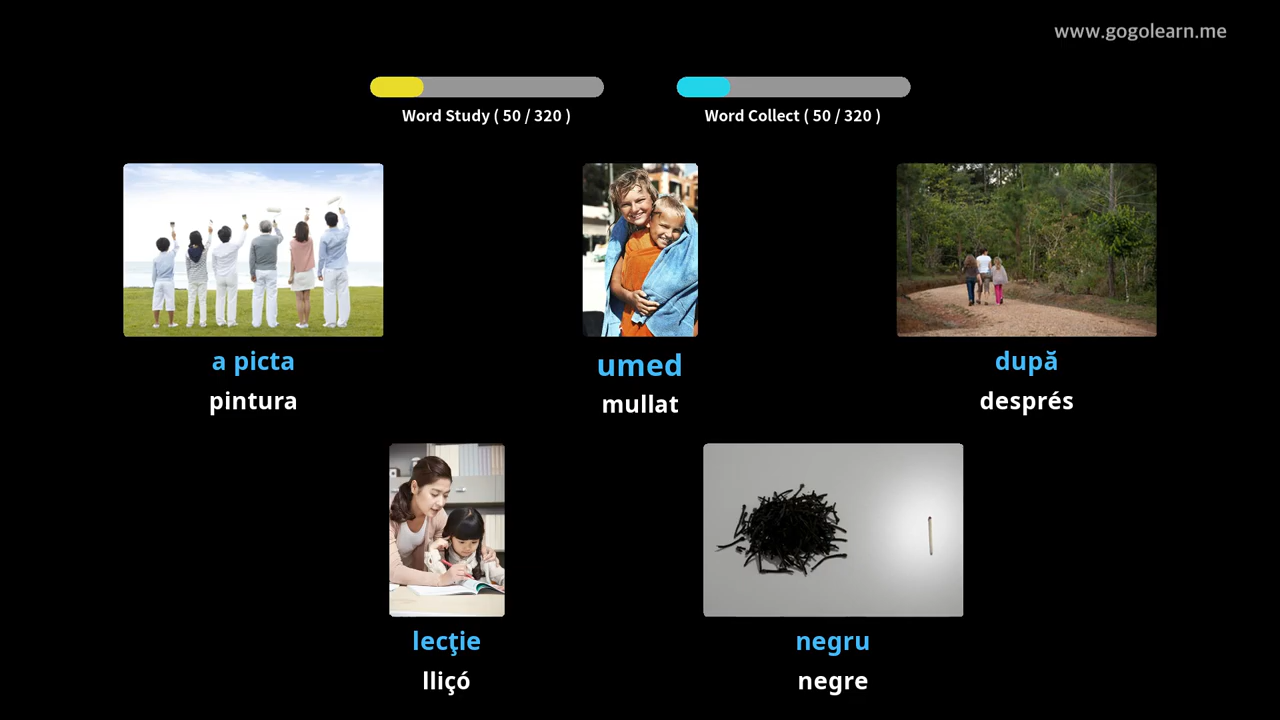 www.gogolearn.me
Word Study ( 50 / 320 )
Word Collect ( 50 / 320 )
a picta
pintura
umed
mullat
după
després
lecţie
lliçó
negru
negre